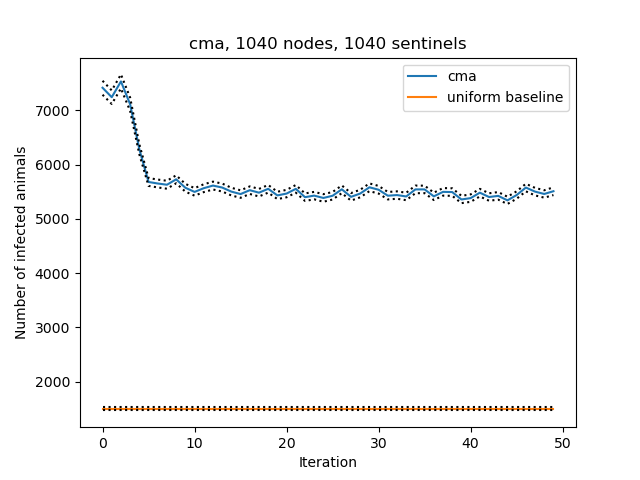 cma, 1040 nodes, 1040 sentinels
cma
uniform baseline
Number of infected animals
7000
6000
5000
4000
3000
2000
0 10 20 30 40 50
Iteration